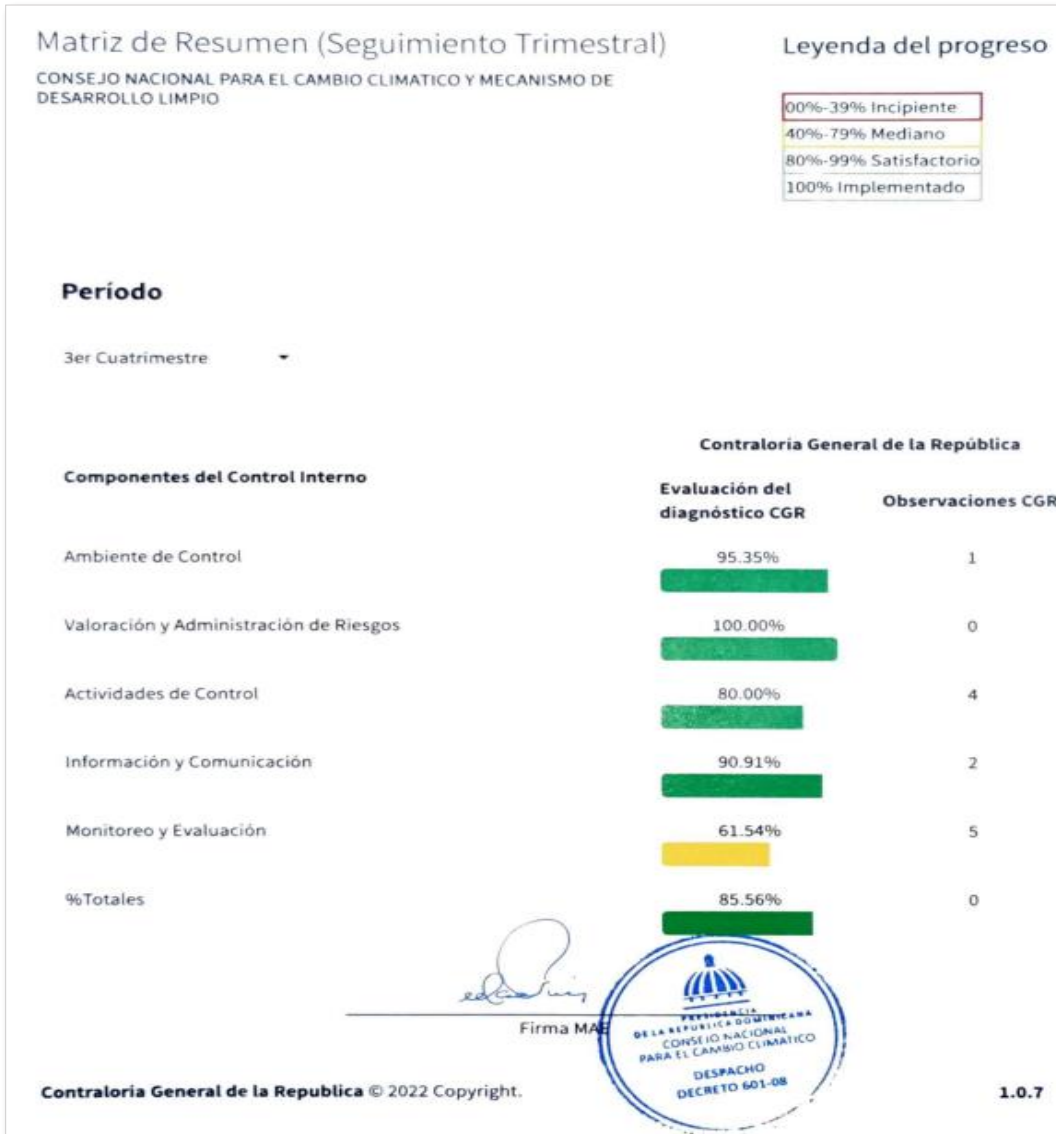 Matriz de Resumen (Seguimiento Trimestral)
CONSEJO NACIONAL PARA EL CAMBIO CLIMATICO Y MECANISMO DE
DESARROLLO LIMPIO
Leyenda del progreso
00%-39% Incipiente
40%-79% Mediano
80%-99% Satisfactorio
100% Implementado
Período
3er Cuatrimestre
Contraloría General de la República
Componentes del Control Interno
Evaluación del
diagnóstico CGR
Observaciones CGR
Ambiente de Control 95.35% 1
Valoración y Administración de Riesgos 100.00% 0
Actividades de Control 80.00% 4
Información y Comunicación 90.91% 2
Monitoreo y Evaluación 61.54% 5
%Totales 85.56% 0
Firma MAE
PRESIDENCIA
DE LA REPUBLICA DOMINICANA
CONSEJO NACIONAL
PARA EL CAMBIO CLIMATICO
DESPACHO
DECRETO 601-08
Contraloría General de la Republica © 2022 Copyright.
1.0.7